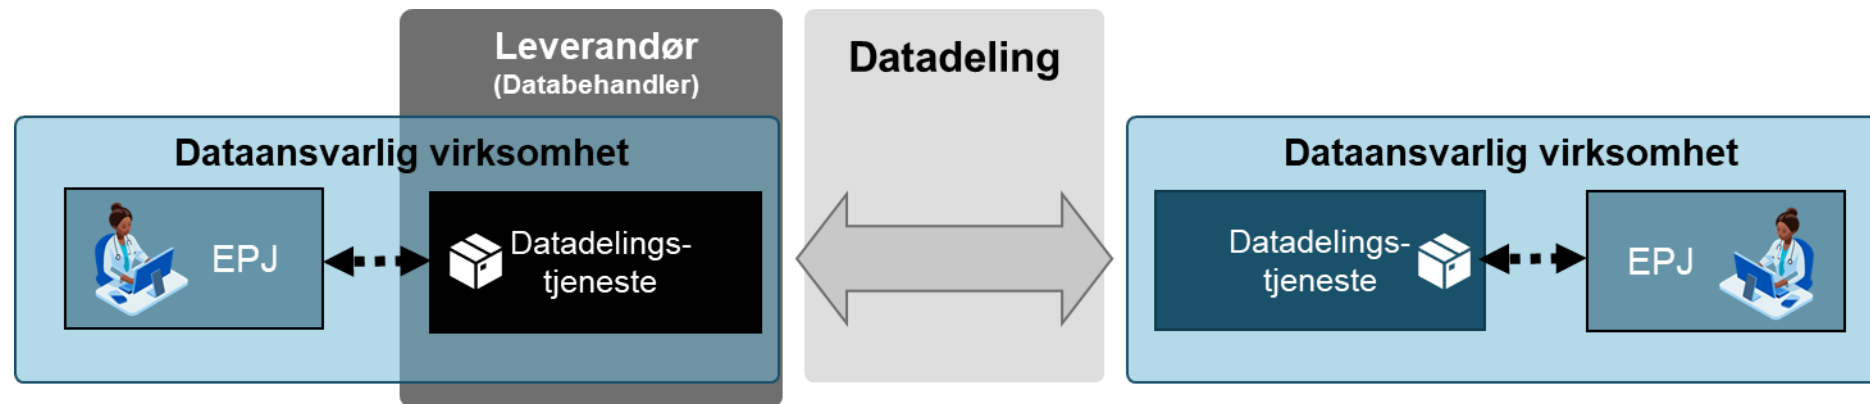 Leverandør
(Databehandler)
Datadeling
Dataansvarlig virksomhet
EPJ
Datadelings-
tjeneste
Dataansvarlig virksomhet
Datadelings-
tjeneste
EPJ